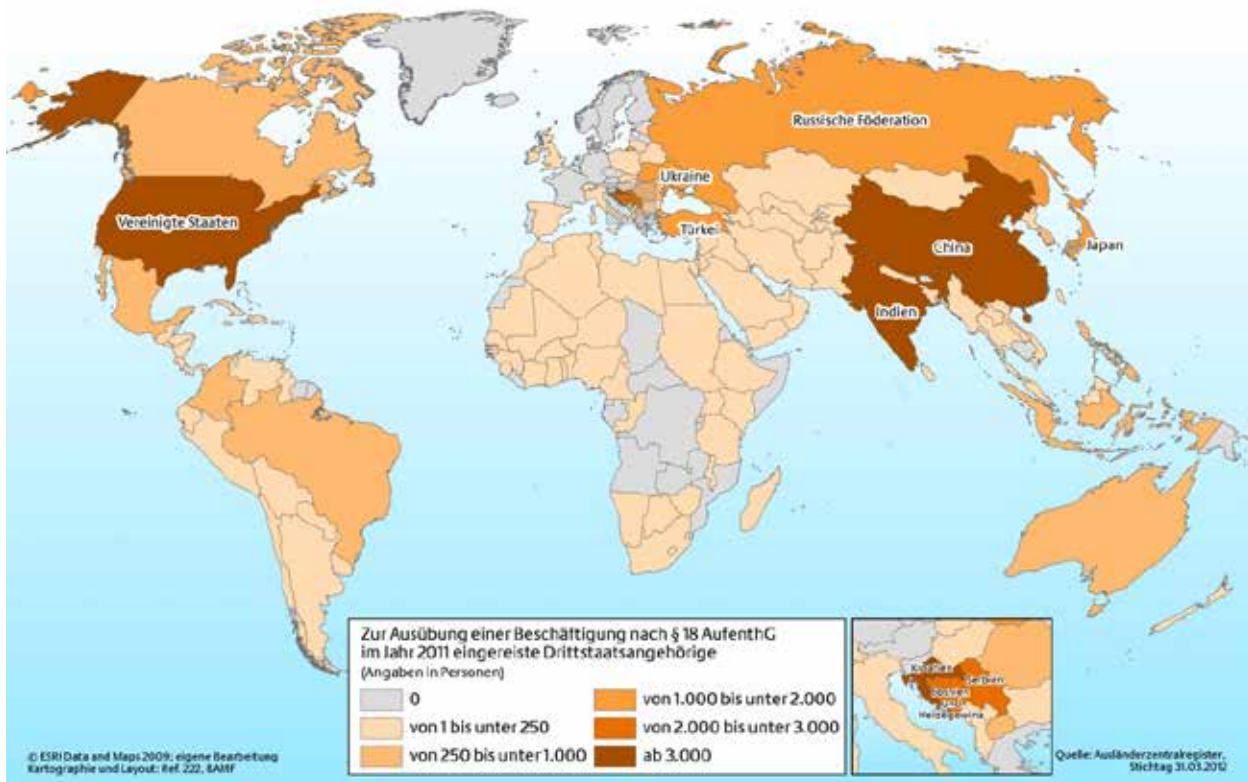 Russische Föderation
Ukraine
Vereinigte Staaten
Türkei
China
Japan
Indien
Zur Ausübung einer Beschäftigung nach § 18 AufenthG
im Jahr 2011 eingereiste Drittstaatsangehörige
(Angaben in Personen)
0
von 1 bis unter 250
von 250 bis unter 1.000
von 1.000 bis unter 2.000
von 2.000 bis unter 3.000
ab 3.000
Kroatien
Serbien
Bosnien
und
Herzegowina
© ESRI Data and Maps 2009; eigene Bearbeitung
Kartographie und Layout: Ref. 222, BAMF
Quelle: Ausländerzentralregister,
Stichtag 31.03.2012